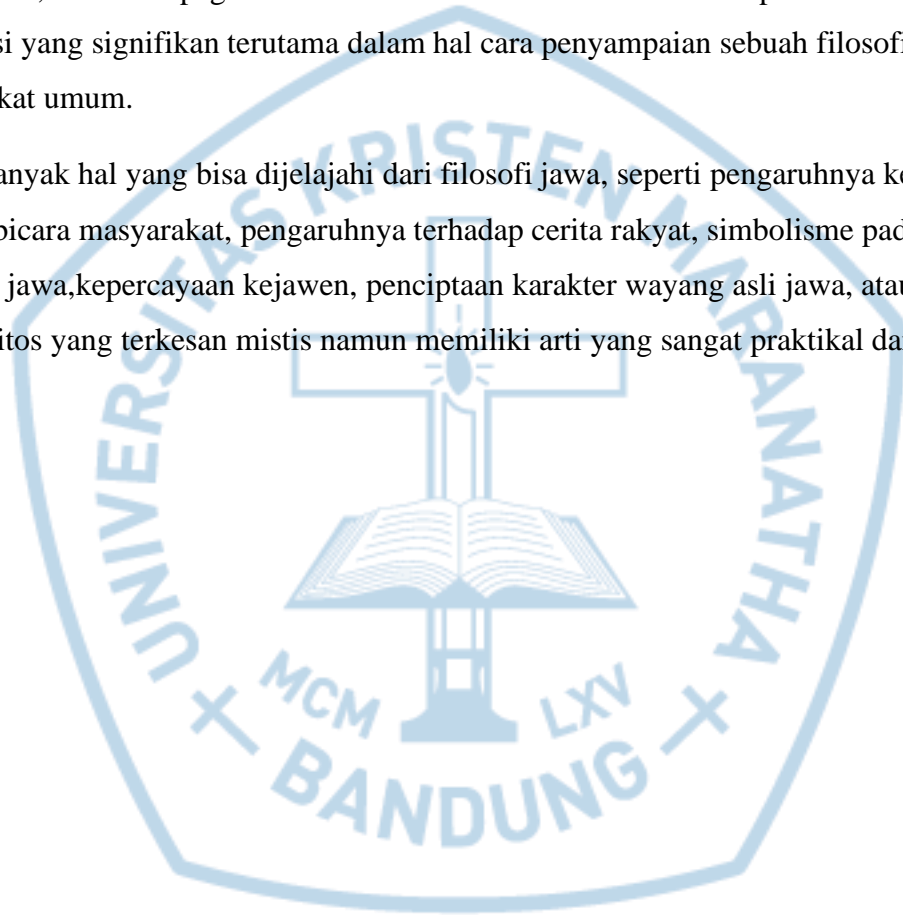 si yang signifikan terutama dalam hal cara penyampaian sebuah filosofi
kat umum.
anyak hal yang bisa dijelajahi dari filosofi jawa, seperti pengaruhnya ke
bicara masyarakat, pengaruhnya terhadap cerita rakyat, simbolisme pad
jawa,kepercayaan kejawen, penciptaan karakter wayang asli jawa, atau
itos yang terkesan mistis namun memiliki arti yang sangat praktikal da
UNIVERSITAS KRISTEN MARANATHA
MCM LXV
BANDUNG